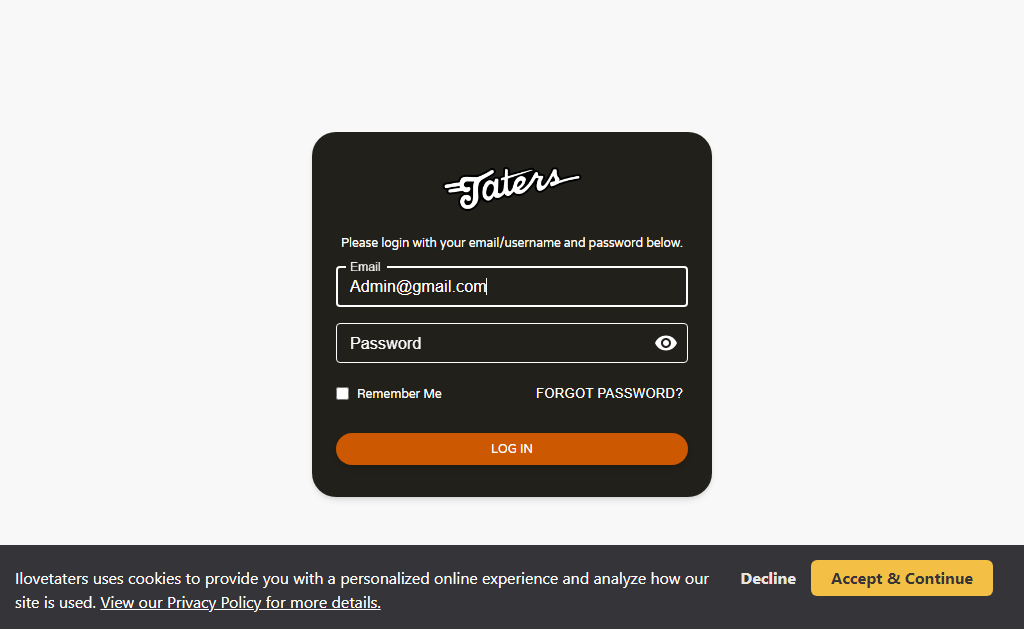 Taters
Please login with your email/username and password below.
Email
Admin@gmail.com
Password
Remember Me
FORGOT PASSWORD?
LOG IN
Ilovetaters uses cookies to provide you with a personalized online experience and analyze how our
site is used. View our Privacy Policy for more details.
Decline
Accept & Continue